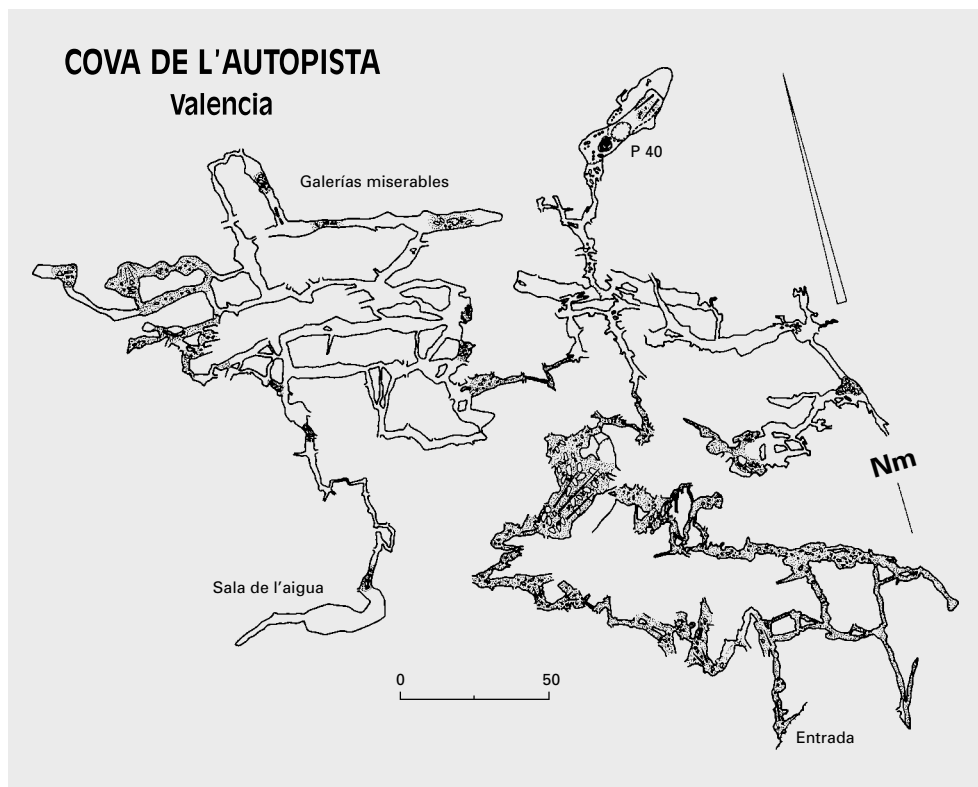 COVA DE L'AUTOPISTA
Valencia
P 40
Galerías miserables
Nm
Sala de l'aigua
0 50
Entrada